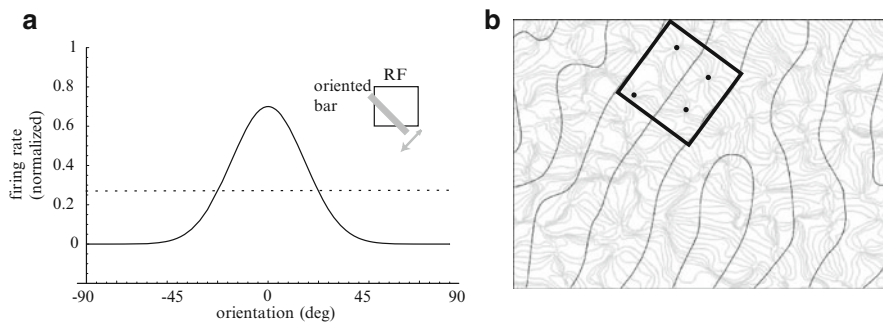 a
b
1
0.8
0.6
0.4
0.2
0
firing rate
(normalized)
RF
oriented
bar
-90
-45
0
45
90
orientation (deg)